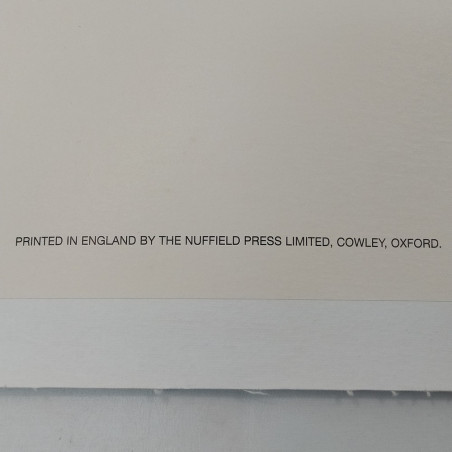 PRINTED IN ENGLAND BY THE NUFFIELD PRESS LIMITED, COWLEY, OXFORD.